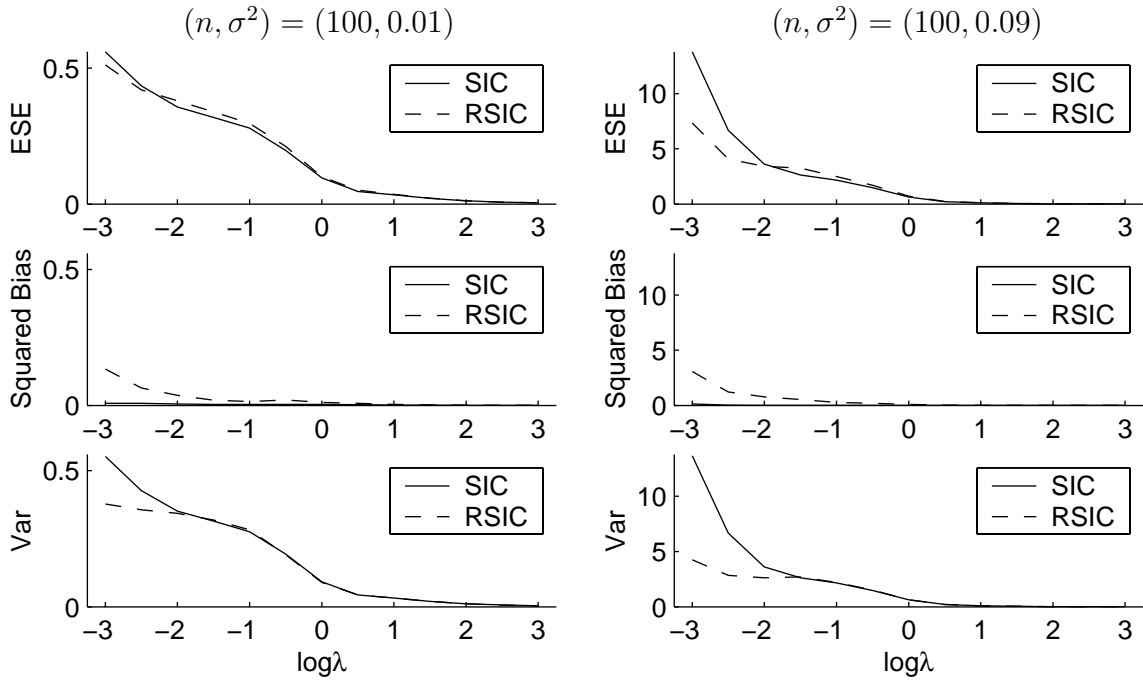 (n, σ²) = (100, 0.01)
0.5
0
ESE
SIC
RSIC
−3 −2 −1 0 1 2 3
0.5
0
Squared Bias
SIC
RSIC
−3 −2 −1 0 1 2 3
0.5
0
Var
SIC
RSIC
−3 −2 −1 0 1 2 3
logλ
(n, σ²) = (100, 0.09)
10
5
0
ESE
SIC
RSIC
−3 −2 −1 0 1 2 3
10
5
0
Squared Bias
SIC
RSIC
−3 −2 −1 0 1 2 3
10
5
0
Var
SIC
RSIC
−3 −2 −1 0 1 2 3
logλ